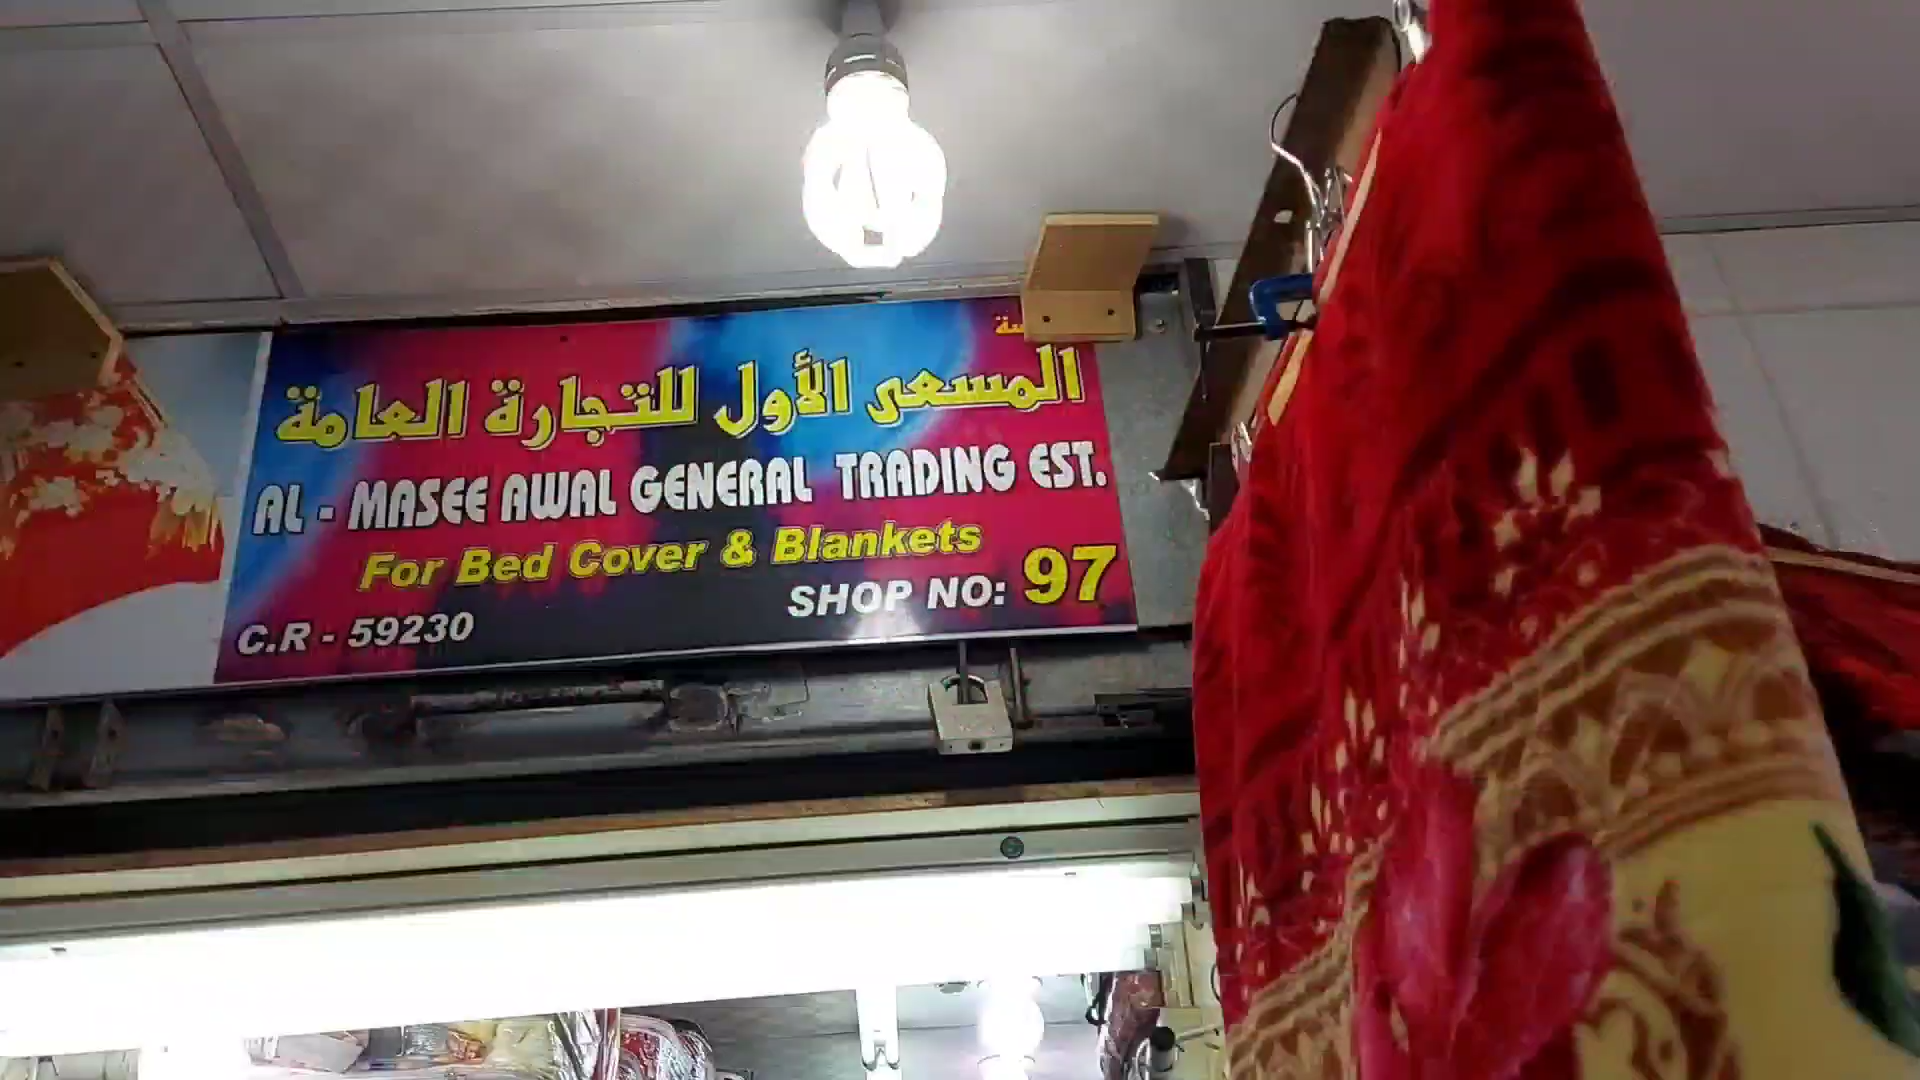 المسعى الأول للتجارة العامة
AL - MASEE AWAL GENERAL TRADING EST.
For Bed Cover & Blankets
SHOP NO: 97
C.R - 59230